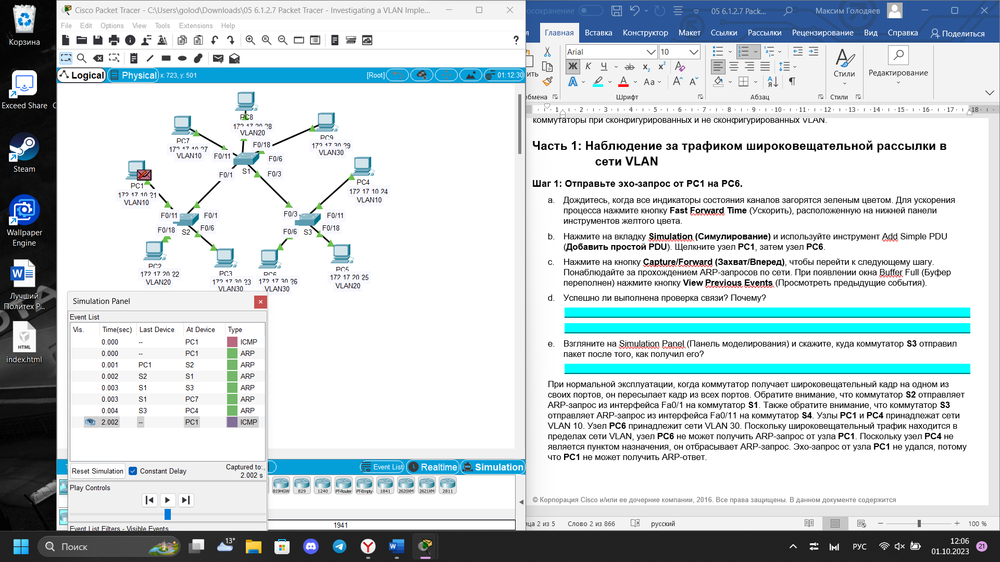 Корзина
Exceed Share
Steam
Wallpaper
Engine
Лучший
Политех Р...
HTML
index.html
Cisco Packet Tracer - C:\Users\golod\Downloads\05 6.1.2.7 Packet Tracer - Investigating a VLAN Imple...
File Edit Options View Tools Extensions Help
Logical Physical x: 723, y: 501
[Root] 01:12:30
PC8
VLAN20
PC7
VLAN10
PC9
172.17.30.29
VLAN30
F0/18
F0/11
F0/6
S1
F0/1
F0/3
PC1
172.17.10.21
VLAN10
PC4
172.17.10.24
VLAN10
F0/11
F0/1
F0/18
F0/6
S2
F0/3
F0/11
F0/6
F0/18
S3
PC2
172.17.20.22
VLAN20
PC3
172.17.30.23
VLAN30
PC6
172.17.30.26
VLAN30
PC5
172.17.20.25
VLAN20
Simulation Panel
Event List
Vis. Time(sec) Last Device At Device Type
0.000 -- PC1 ICMP
0.000 -- PC1 ARP
0.001 PC1 S2 ARP
0.002 S2 S1 ARP
0.003 S1 S3 ARP
0.003 S1 PC7 ARP
0.004 S3 PC4 ARP
2.002 -- PC1 ICMP
Reset Simulation Constant Delay
Captured to:
2.002 s
Play Controls
Event List Filters - Visible Events
Event List Realtime Simulation
819HGW 829 1240 PT-Router PT-Empty 1841 2620XM 2621XM 2811
1941
осохранение 05 6.1.2.7 Pack... Максим Голодяев
Главная Вставка Конструктор Макет Ссылки Рассылки Рецензирование Вид Справка Поделиться
Arial 10
Ж К Ч
Aa
Стили
Редактирование
обмена Шрифт Абзац Стили
1 2 3 4 5 6 7 8 9 10 11 12 13 14 15 16 17 18
коммутаторы при сконфигурированных и не сконфигурированных VLAN.
Часть 1: Наблюдение за трафиком широковещательной рассылки в
сети VLAN
Шаг 1: Отправьте эхо-запрос от PC1 на PC6.
a. Дождитесь, когда все индикаторы состояния каналов загорятся зеленым цветом. Для ускорения
процесса нажмите кнопку Fast Forward Time (Ускорить), расположенную на нижней панели
инструментов желтого цвета.
b. Нажмите на вкладку Simulation (Симулирование) и используйте инструмент Add Simple PDU
(Добавить простой PDU). Щелкните узел PC1, затем узел PC6.
c. Нажмите на кнопку Capture/Forward (Захват/Вперед), чтобы перейти к следующему шагу.
Понаблюдайте за прохождением ARP-запросов по сети. При появлении окна Buffer Full (Буфер
переполнен) нажмите кнопку View Previous Events (Просмотреть предыдущие события).
d. Успешно ли выполнена проверка связи? Почему?
e. Взгляните на Simulation Panel (Панель моделирования) и скажите, куда коммутатор S3 отправил
пакет после того, как получил его?
При нормальной эксплуатации, когда коммутатор получает широковещательный кадр на одном из
своих портов, он пересылает кадр из всех портов. Обратите внимание, что коммутатор S2 отправляет
ARP-запрос из интерфейса Fa0/1 на коммутатор S1. Также обратите внимание, что коммутатор S3
отправляет ARP-запрос из интерфейса Fa0/11 на коммутатор S4. Узлы PC1 и PC4 принадлежат сети
VLAN 10. Узел PC6 принадлежит сети VLAN 30. Поскольку широковещательный трафик находится в
пределах сети VLAN, узел PC6 не может получить ARP-запрос от узла PC1. Поскольку узел PC4 не
является пунктом назначения, он отбрасывает ARP-запрос. Эхо-запрос от узла PC1 не удался, потому
что PC1 не может получить ARP-ответ.
© Корпорация Cisco и/или ее дочерние компании, 2016. Все права защищены. В данном документе содержится
ица 2 из 5 Слово 2 из 866 русский 100 %
Поиск 13° РУС 12:06
01.10.2023 21